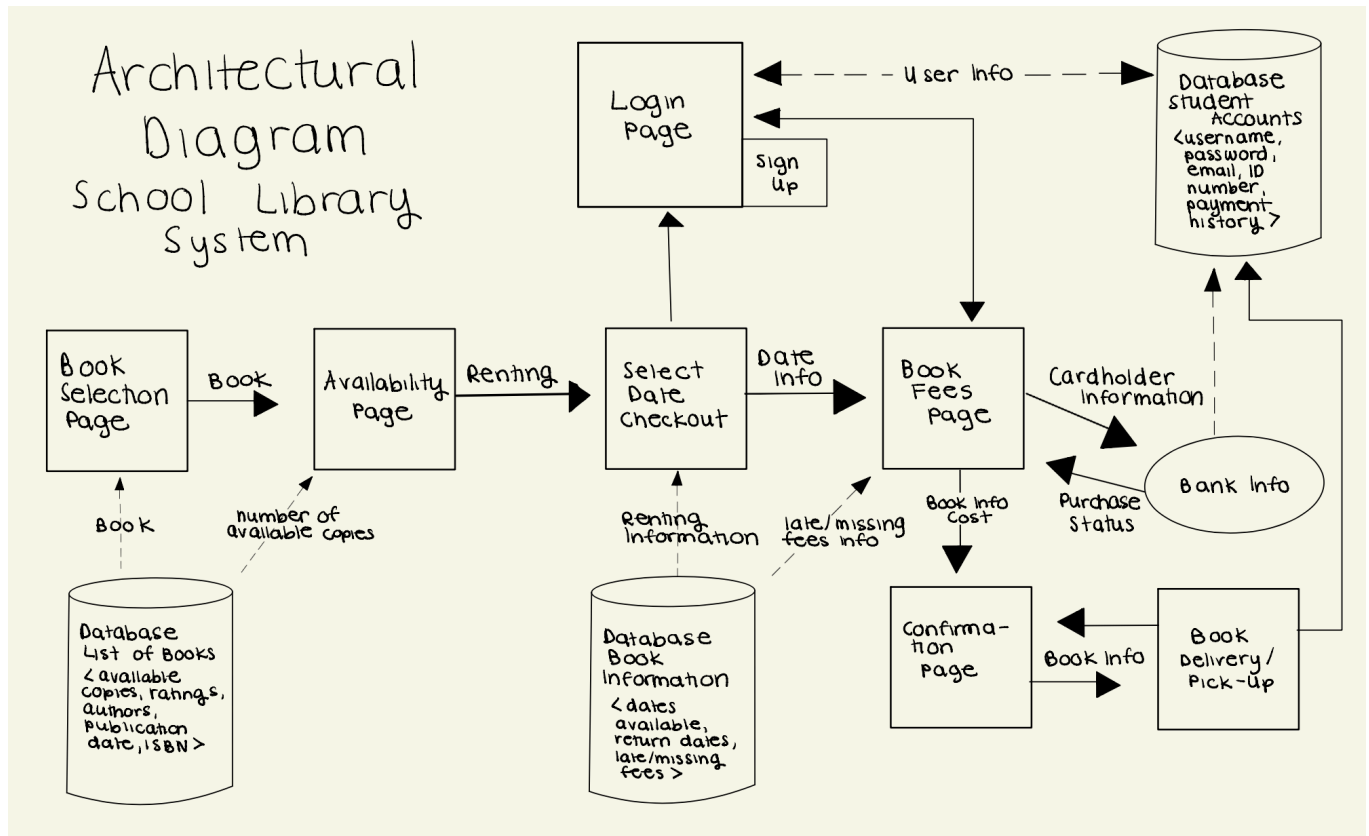 Architectural
Diagram
School Library
System
Login
Page
Sign
Up
User Info
Database
Student
Accounts
<username,
password,
email, ID
number,
payment
history>
Book
Selection
Page
Book
Availability
Page
Renting
Select
Date
Checkout
Date
Info
Book
Fees
Page
Cardholder
Information
Bank Info
Purchase
Status
Book
number of
available copies
Renting
Information
late/missing
fees info
Book Info
Cost
Database
List of Books
<available
copies, ratings,
authors,
publication
date, ISBN>
Database
Book
Information
<dates
available,
return dates,
late/missing
fees>
Confirma-
tion
Page
Book Info
Book
Delivery/
Pick-Up